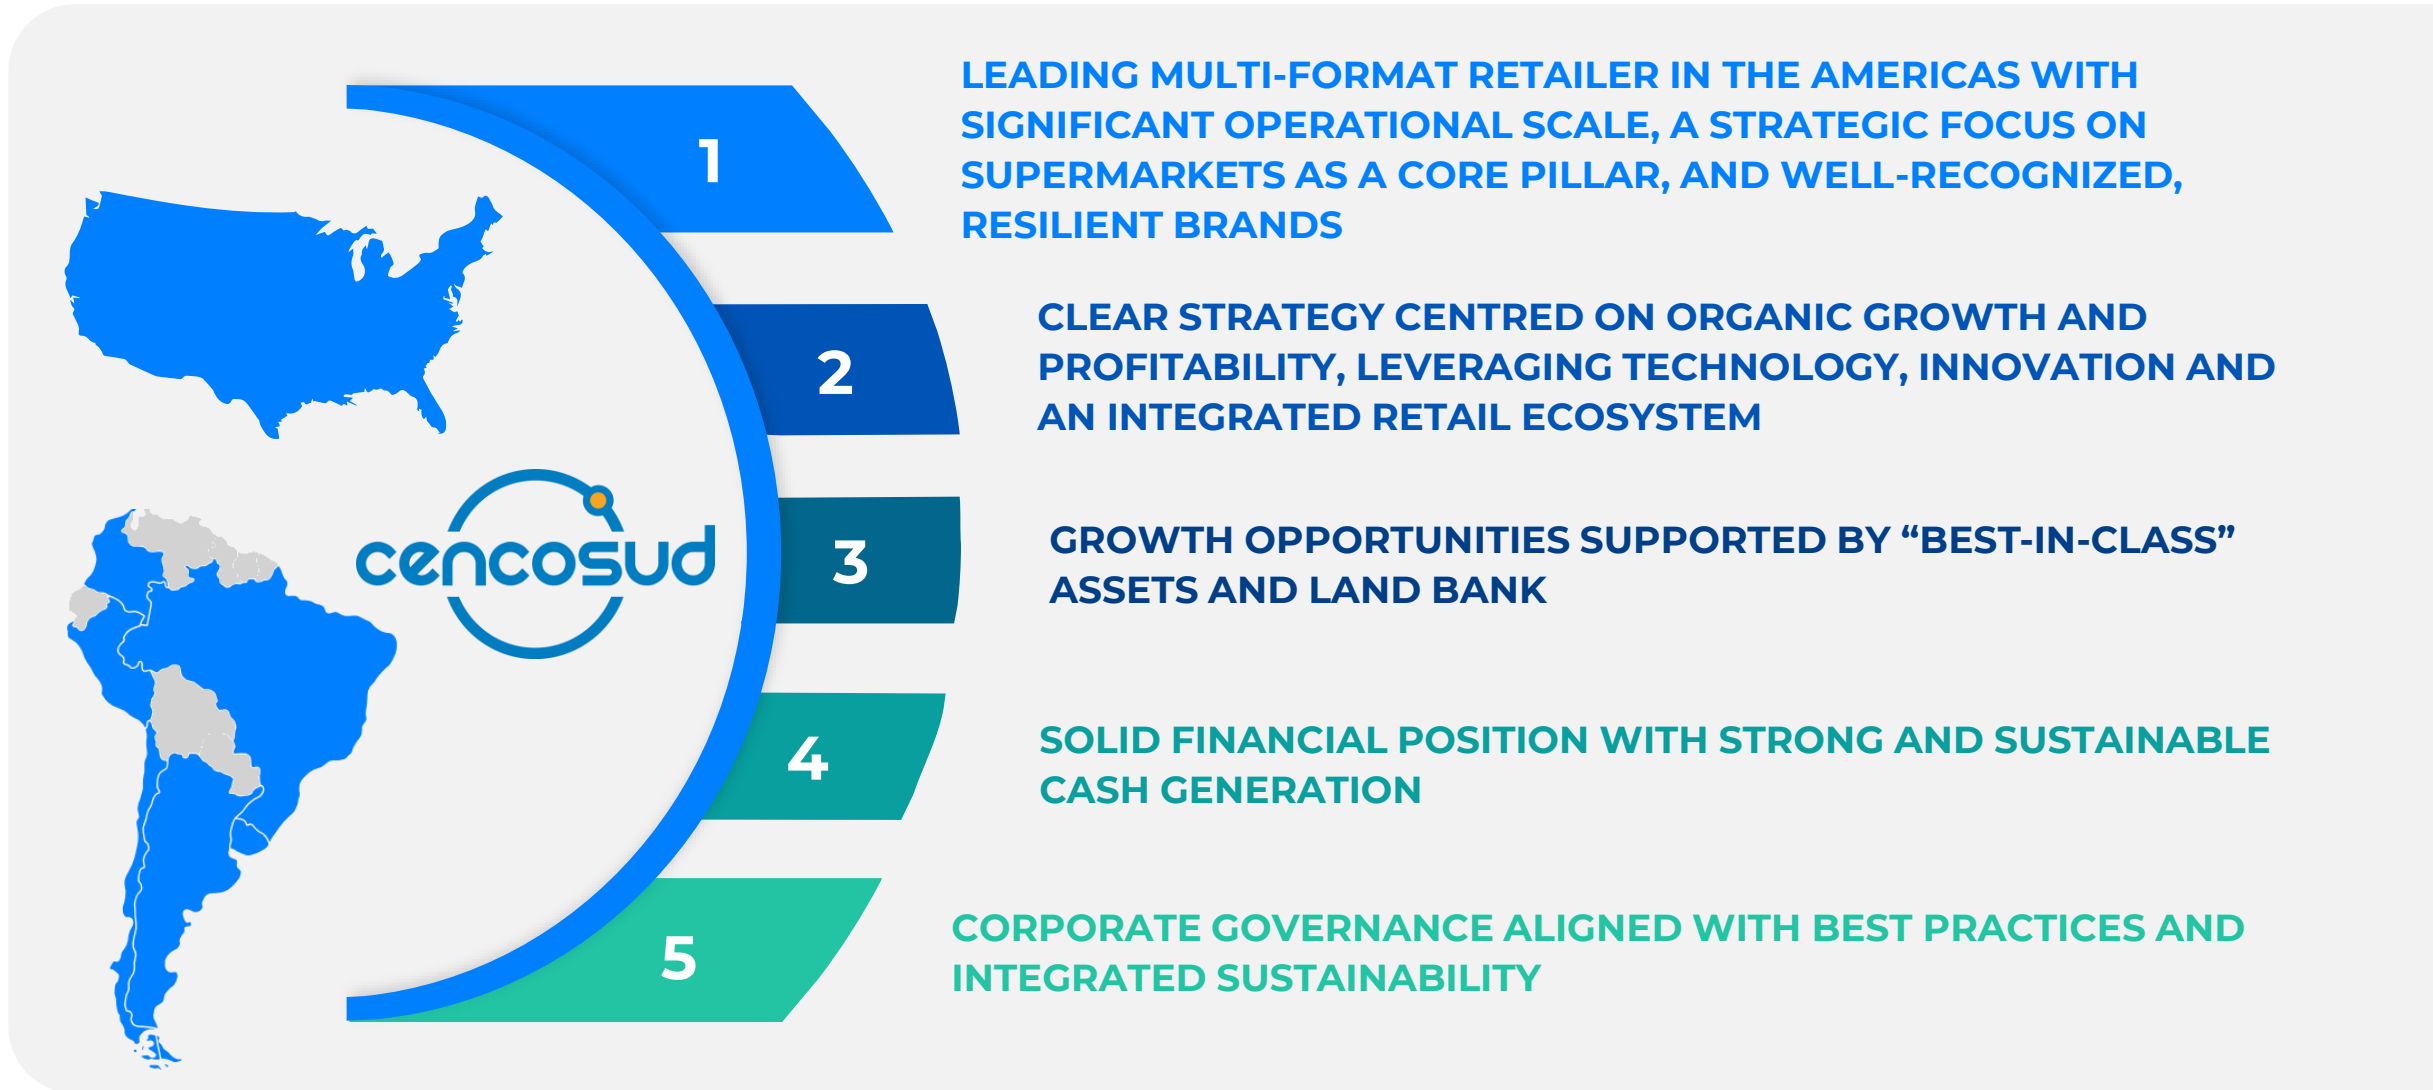 1
LEADING MULTI-FORMAT RETAILER IN THE AMERICAS WITH
SIGNIFICANT OPERATIONAL SCALE, A STRATEGIC FOCUS ON
SUPERMARKETS AS A CORE PILLAR, AND WELL-RECOGNIZED,
RESILIENT BRANDS
2
CLEAR STRATEGY CENTRED ON ORGANIC GROWTH AND
PROFITABILITY, LEVERAGING TECHNOLOGY, INNOVATION AND
AN INTEGRATED RETAIL ECOSYSTEM
cencosud
3
GROWTH OPPORTUNITIES SUPPORTED BY “BEST-IN-CLASS”
ASSETS AND LAND BANK
4
SOLID FINANCIAL POSITION WITH STRONG AND SUSTAINABLE
CASH GENERATION
5
CORPORATE GOVERNANCE ALIGNED WITH BEST PRACTICES AND
INTEGRATED SUSTAINABILITY